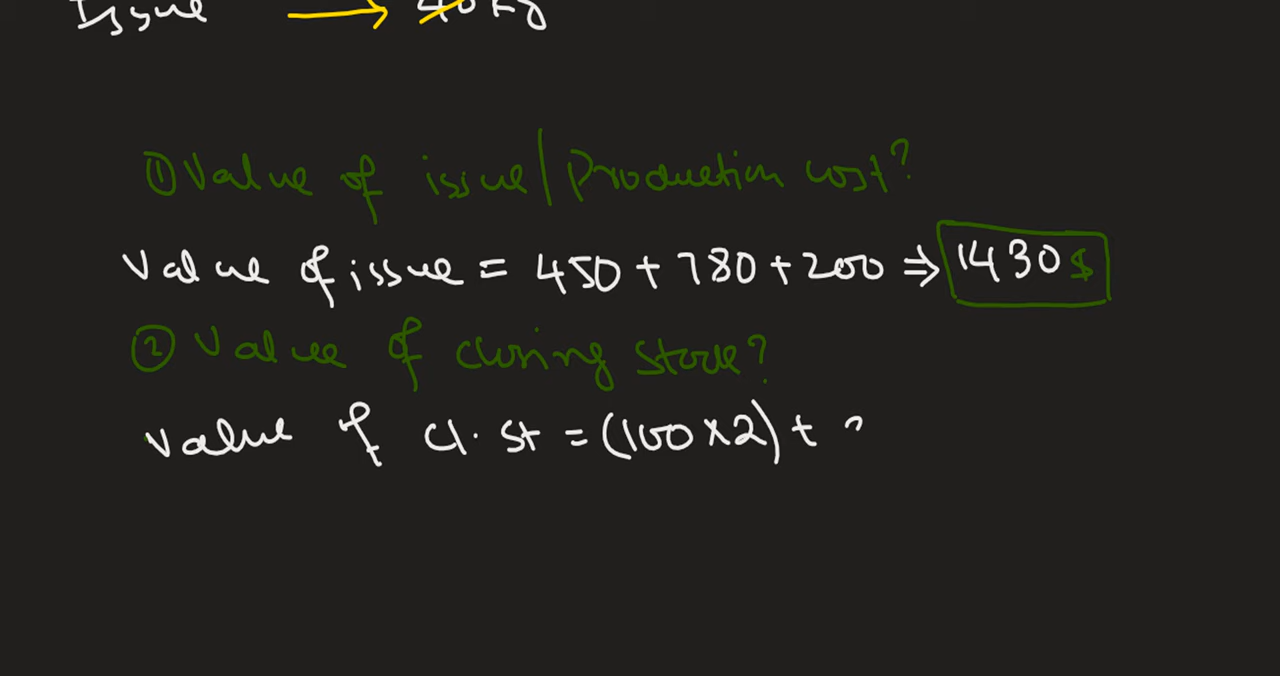 Issue → 40 kg
① Value of issue/Production cost?
Value of issue = 450 + 780 + 200 ⇒ 1430 $
② Value of closing stock?
Value of cl. st = (100 × 2) +